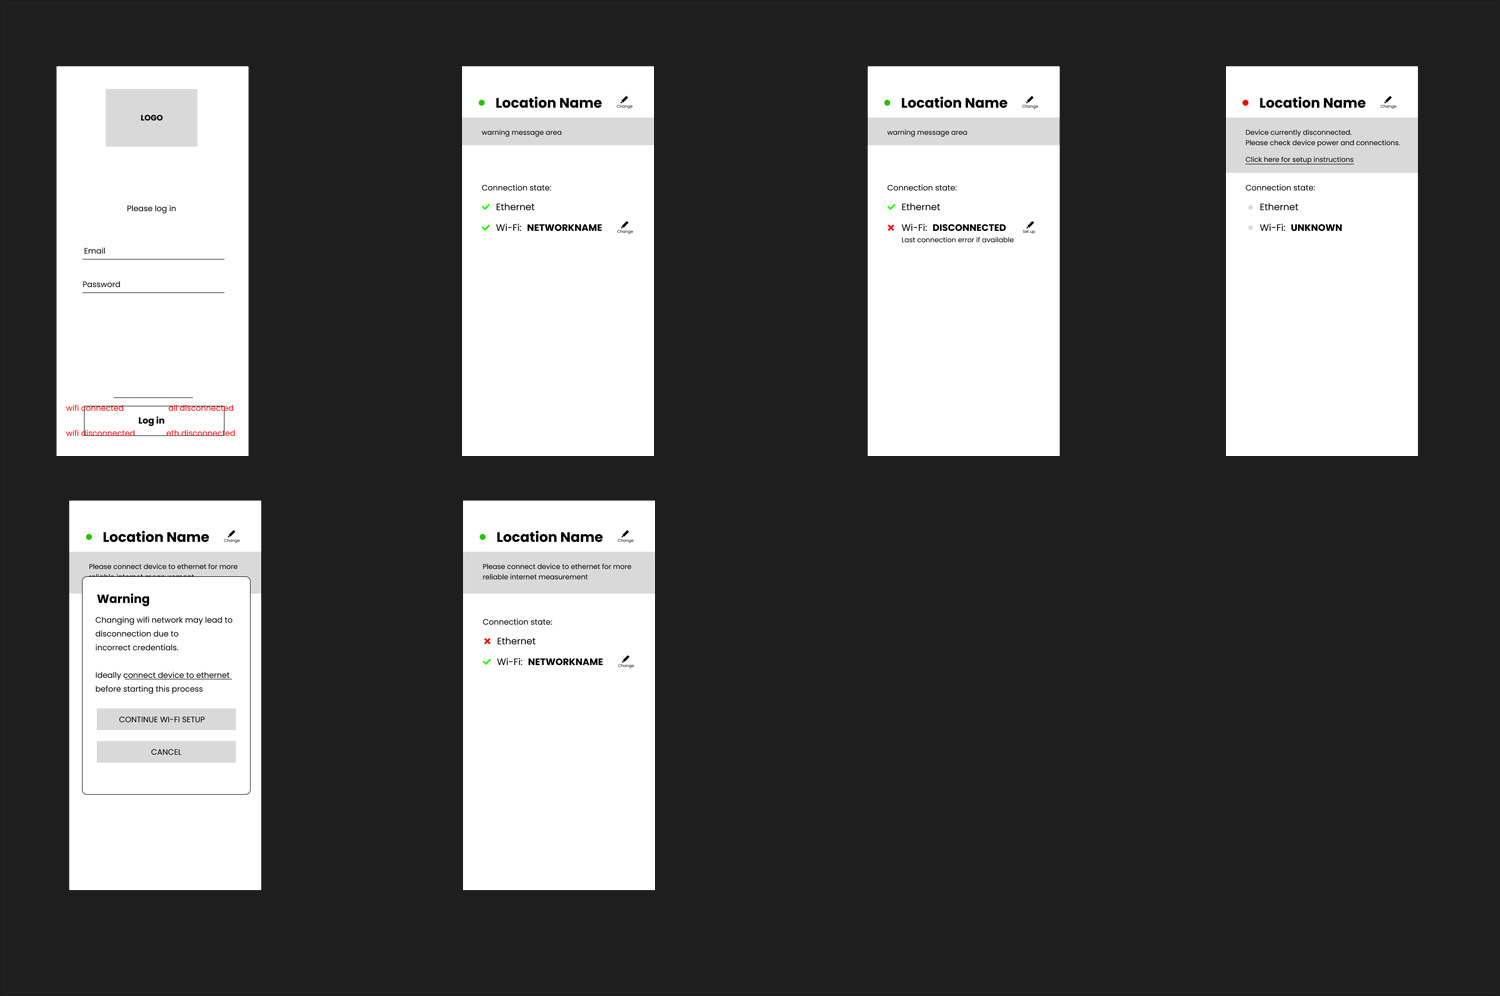 LOGO
Please log in
Email
Password
wifi connected
all disconnected
Log in
wifi disconnected
eth disconnected
Location Name
Change
warning message area
Connection state:
Ethernet
Wi-Fi: NETWORKNAME
Change
Location Name
Change
warning message area
Connection state:
Ethernet
Wi-Fi: DISCONNECTED
Set up
Last connection error if available
Location Name
Change
Device currently disconnected.
Please check device power and connections.
Click here for setup instructions
Connection state:
Ethernet
Wi-Fi: UNKNOWN
Location Name
Change
Please connect device to ethernet for more
reliable internet measurement
Warning
Changing wifi network may lead to
disconnection due to
incorrect credentials.
Ideally connect device to ethernet
before starting this process
CONTINUE WI-FI SETUP
CANCEL
Location Name
Change
Please connect device to ethernet for more
reliable internet measurement
Connection state:
Ethernet
Wi-Fi: NETWORKNAME
Change